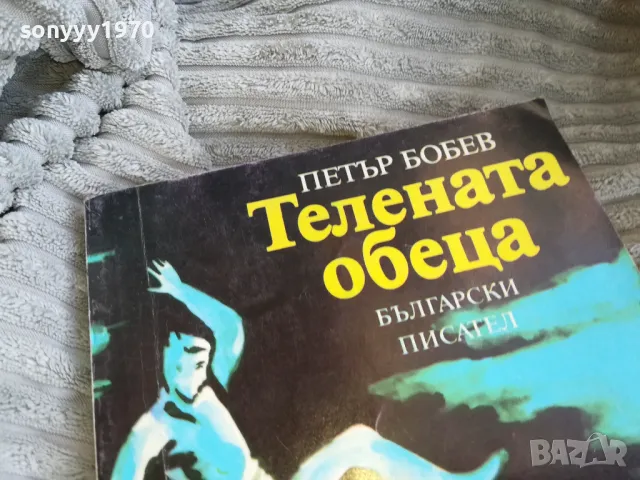 sonyyy1970
ПЕТЪР БОБЕВ
Телената
обеца
БЪЛГАРСКИ
ПИСАТЕЛ
BAZAR